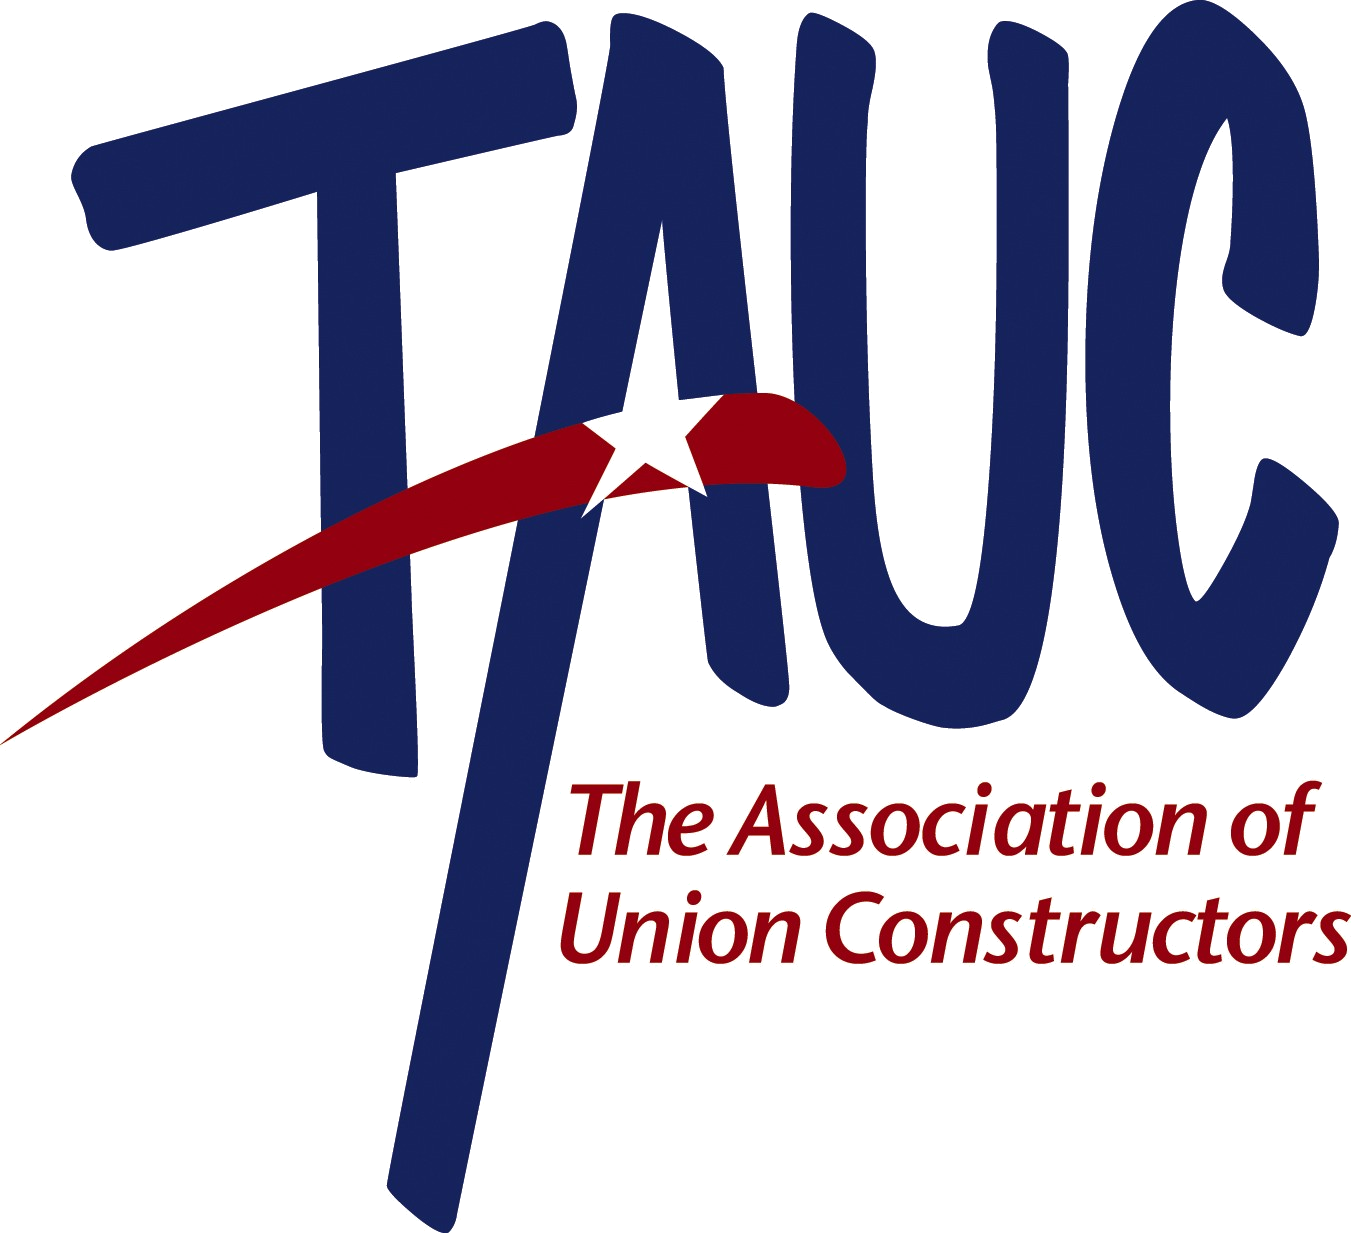 TAUC
The Association of
Union Constructors